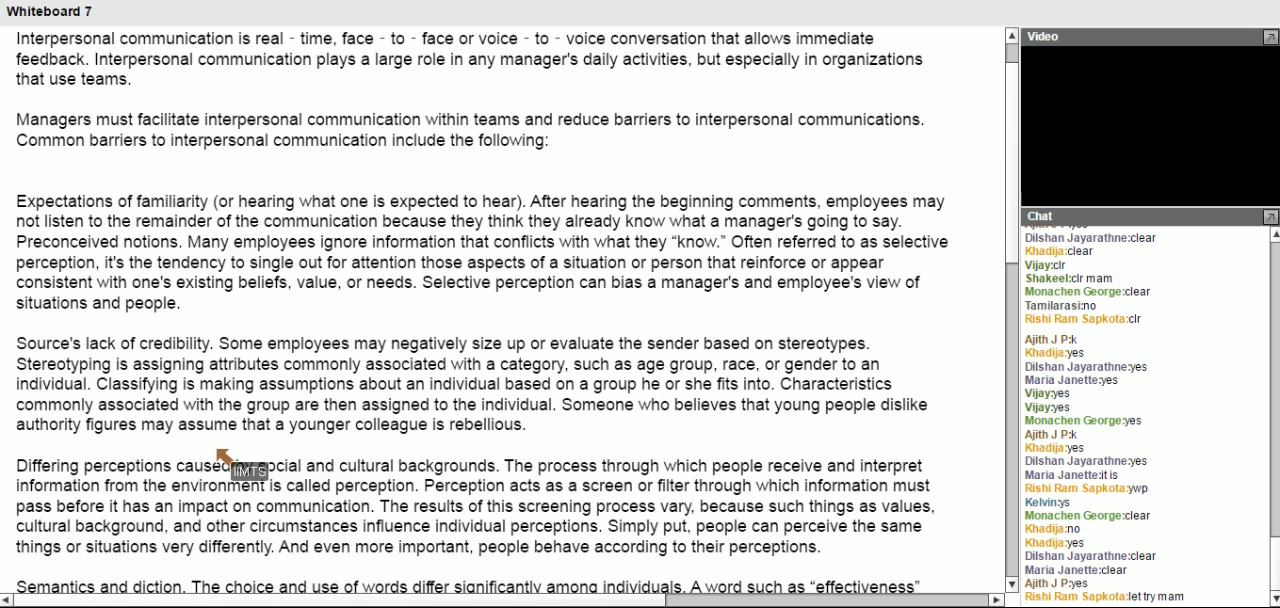 Whiteboard 7
Interpersonal communication is real - time, face - to - face or voice - to - voice conversation that allows immediate
feedback. Interpersonal communication plays a large role in any manager's daily activities, but especially in organizations
that use teams.
Managers must facilitate interpersonal communication within teams and reduce barriers to interpersonal communications.
Common barriers to interpersonal communication include the following:
Expectations of familiarity (or hearing what one is expected to hear). After hearing the beginning comments, employees may
not listen to the remainder of the communication because they think they already know what a manager's going to say.
Preconceived notions. Many employees ignore information that conflicts with what they “know.” Often referred to as selective
perception, it's the tendency to single out for attention those aspects of a situation or person that reinforce or appear
consistent with one's existing beliefs, value, or needs. Selective perception can bias a manager's and employee's view of
situations and people.
Source's lack of credibility. Some employees may negatively size up or evaluate the sender based on stereotypes.
Stereotyping is assigning attributes commonly associated with a category, such as age group, race, or gender to an
individual. Classifying is making assumptions about an individual based on a group he or she fits into. Characteristics
commonly associated with the group are then assigned to the individual. Someone who believes that young people dislike
authority figures may assume that a younger colleague is rebellious.
Differing perceptions caused social and cultural backgrounds. The process through which people receive and interpret
IIMTS
information from the environment is called perception. Perception acts as a screen or filter through which information must
pass before it has an impact on communication. The results of this screening process vary, because such things as values,
cultural background, and other circumstances influence individual perceptions. Simply put, people can perceive the same
things or situations very differently. And even more important, people behave according to their perceptions.
Semantics and diction. The choice and use of words differ significantly among individuals. A word such as “effectiveness”
Video
Chat
Dilshan Jayarathne:clear
Khadija:clear
Vijay:clr
Shakeel:clr mam
Monachen George:clear
Tamilarasi:no
Rishi Ram Sapkota:clr
Ajith J P:k
Khadija:yes
Dilshan Jayarathne:yes
Maria Janette:yes
Vijay:yes
Vijay:yes
Monachen George:yes
Ajith J P:k
Khadija:yes
Dilshan Jayarathne:yes
Maria Janette:it is
Rishi Ram Sapkota:ywp
Kelvin:ys
Monachen George:clear
Khadija:no
Khadija:yes
Dilshan Jayarathne:clear
Maria Janette:clear
Ajith J P:yes
Rishi Ram Sapkota:let try mam